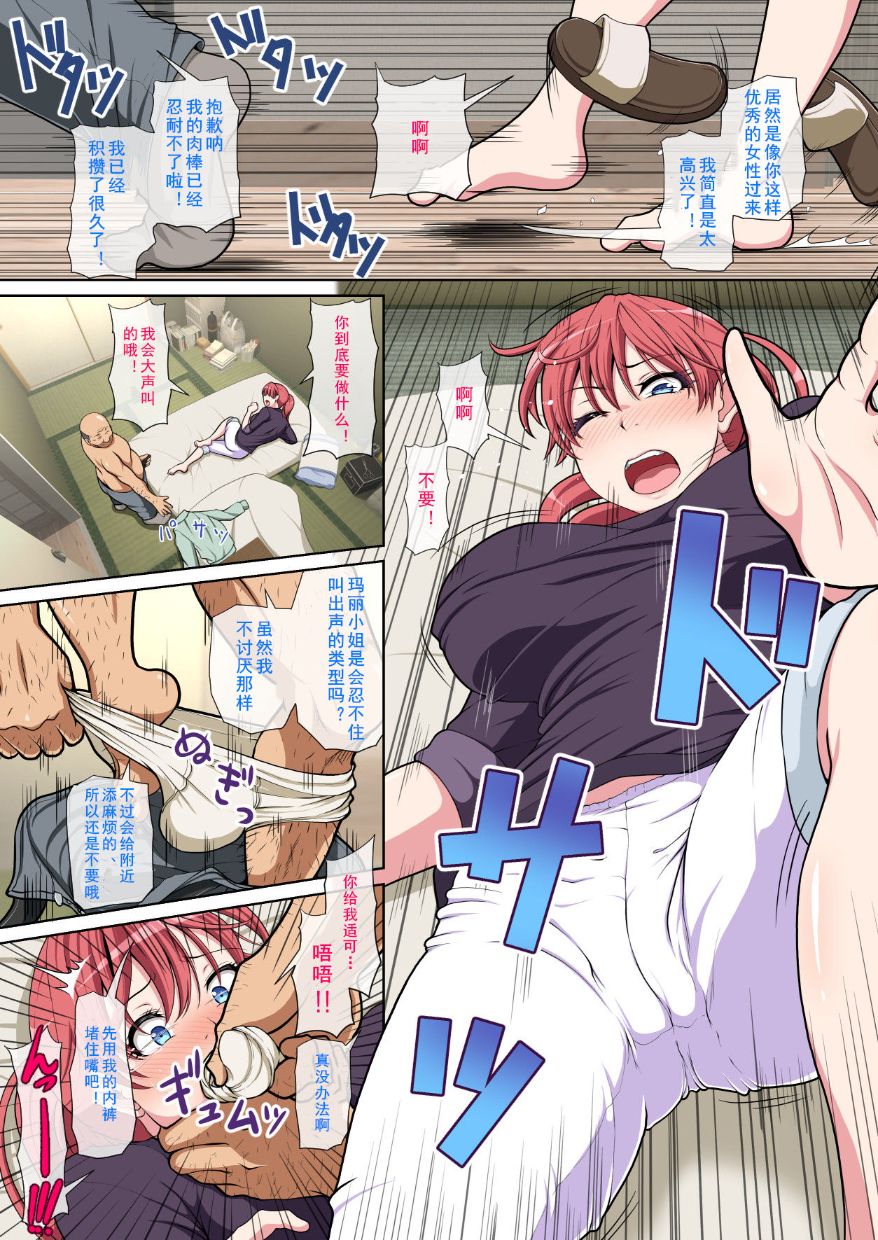 居然是像你这样
优秀的女性过来
我简直是太
高兴了！
啊啊
抱歉呐
我的肉棒已经
忍耐不了啦！
我已经
积攒了很久了！
ドタッ
ドタッ
ドタッ
啊啊
不要！
ドサッ
你到底要做什么！
我会大声叫
的哦！
パサッ
玛丽小姐是会忍不住
叫出声的类型吗？
虽然我
不讨厌那样
不过会给附近
添麻烦的、
所以还是不要哦
ぬぎっ
你给我适可…
唔唔!!
真没办法啊
先用我的内裤
堵住嘴吧！
ギュムッ
んっーー!!!